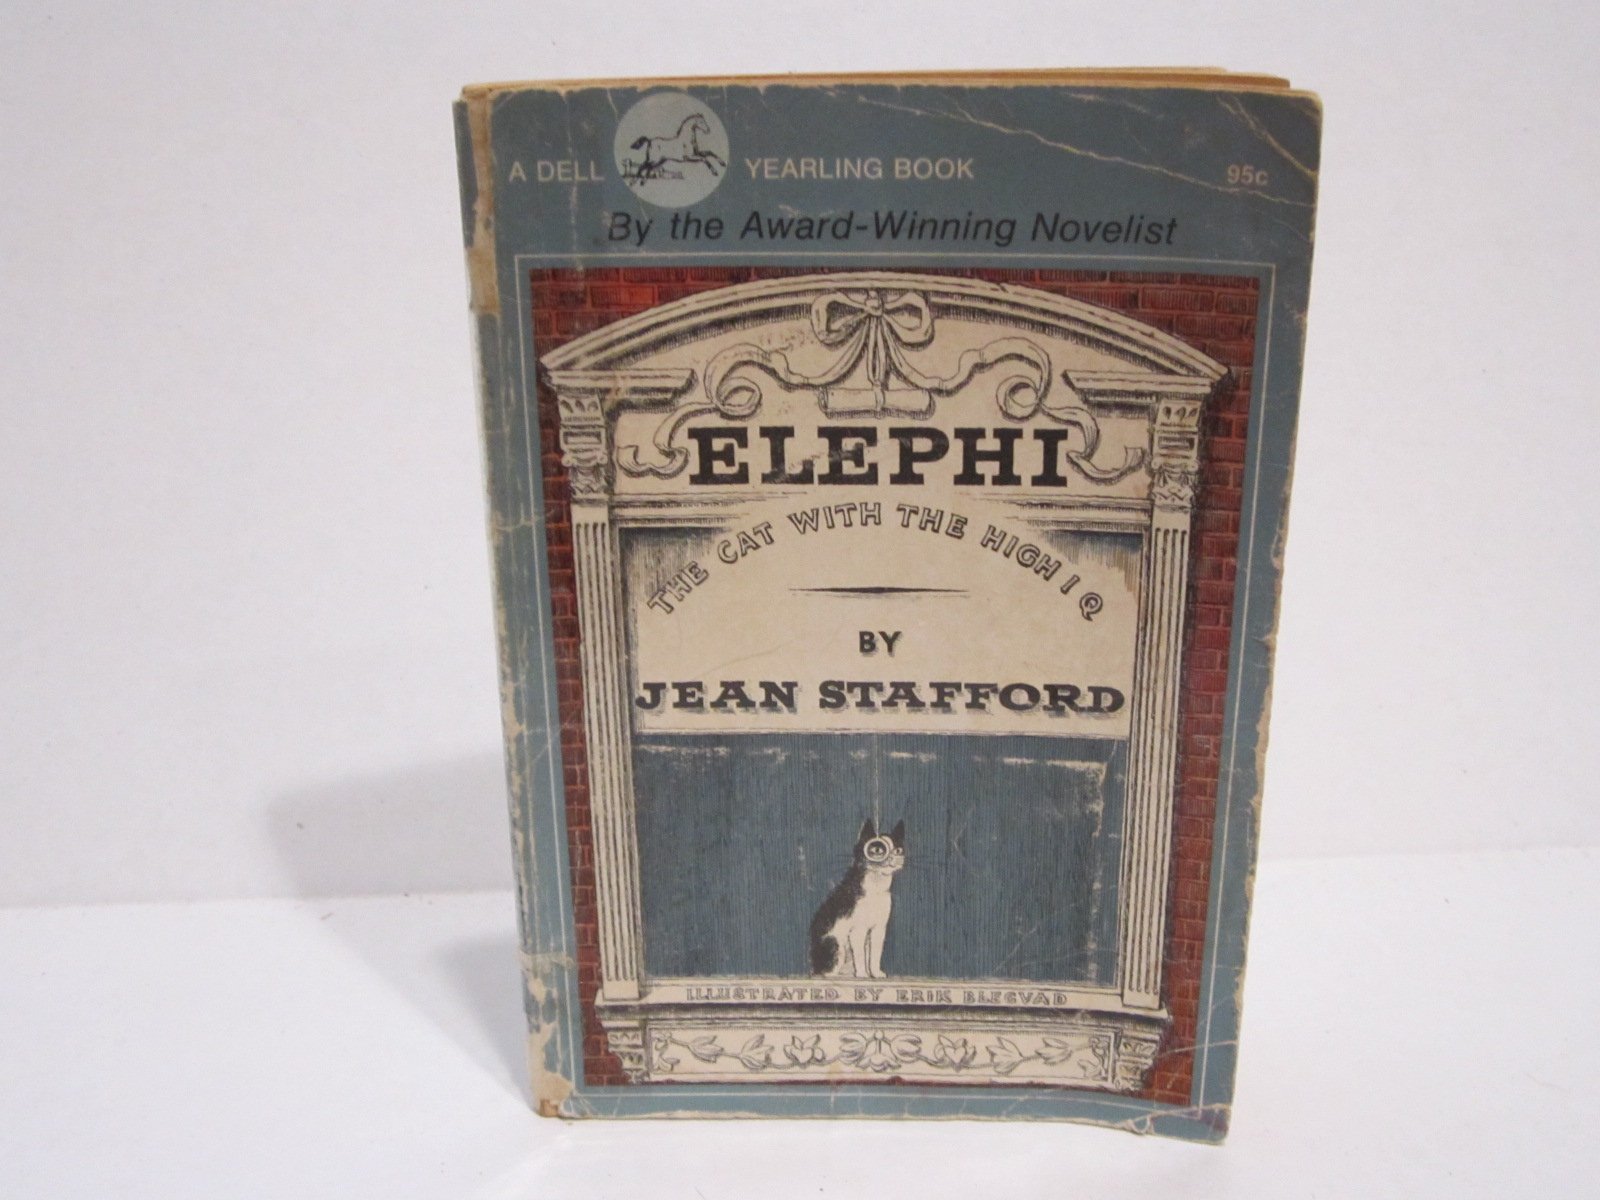 A DELL YEARLING BOOK 95c
By the Award-Winning Novelist
ELEPHI
THE CAT WITH THE HIGH I Q
BY
JEAN STAFFORD
ILLUSTRATED BY ERIK BLEGVAD